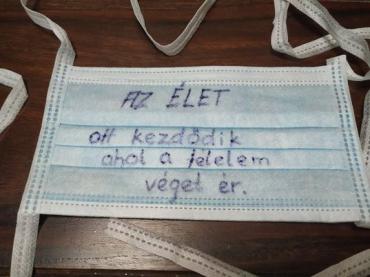 AZ ÉLET
ott kezdődik
ahol a félelem
véget ér.